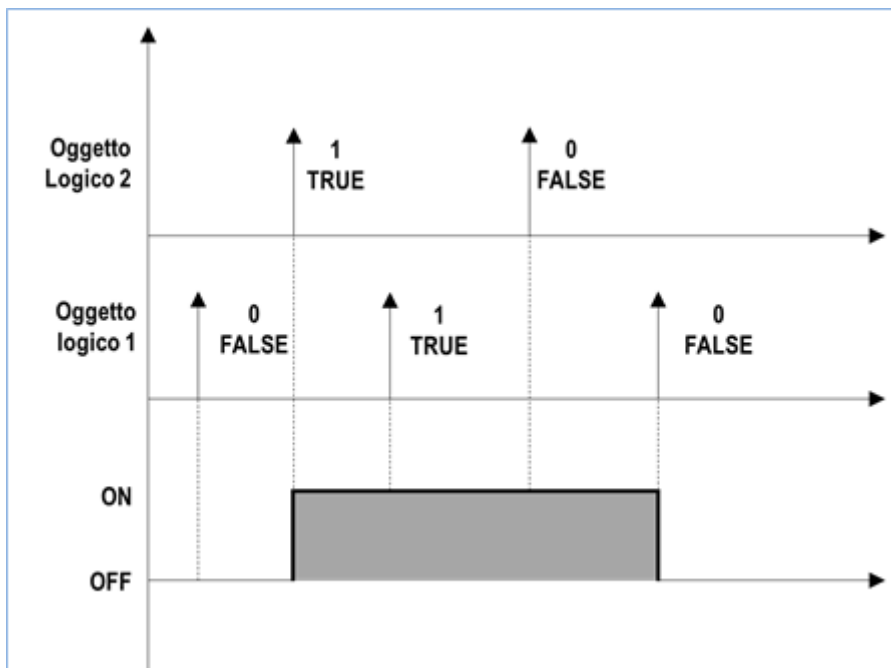 Oggetto
Logico 2
1
TRUE
0
FALSE
Oggetto
logico 1
0
FALSE
1
TRUE
0
FALSE
ON
OFF